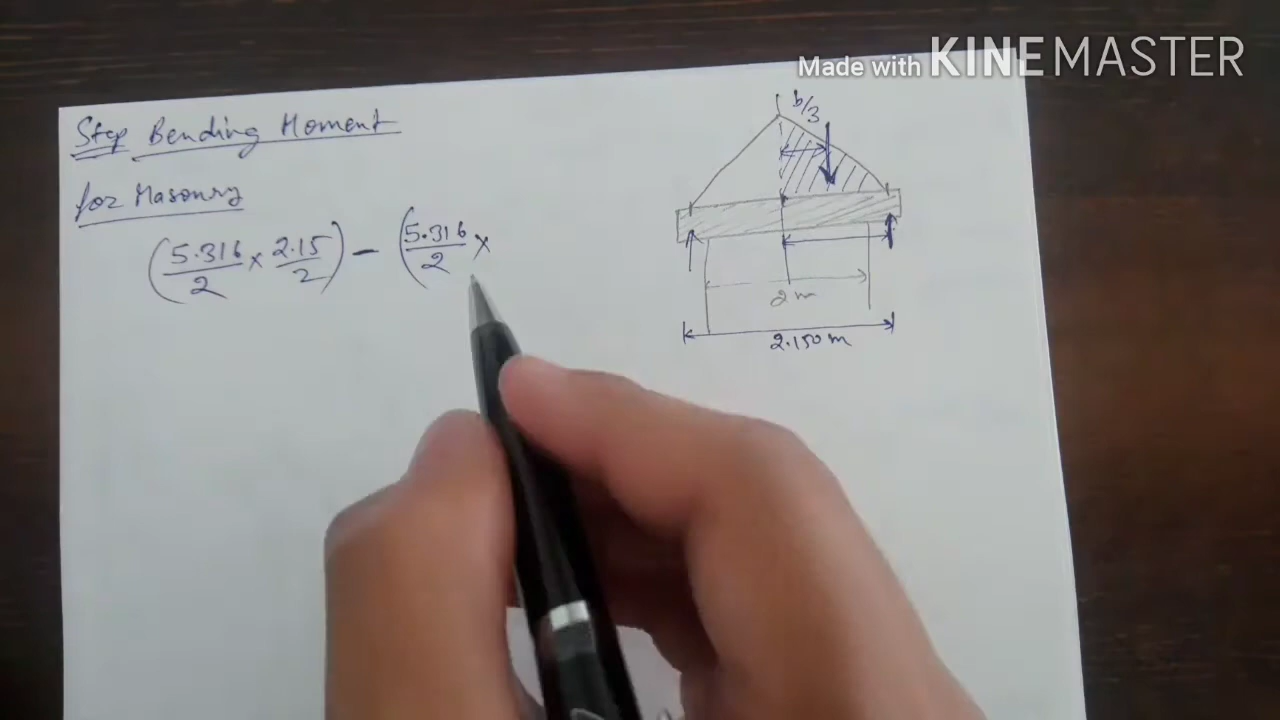 Made with KINEMASTER
Step Bending Moment
for Masonry
(5.316/2 × 2.15/2) - (5.316/2 ×
b/3
2 m
2.150 m